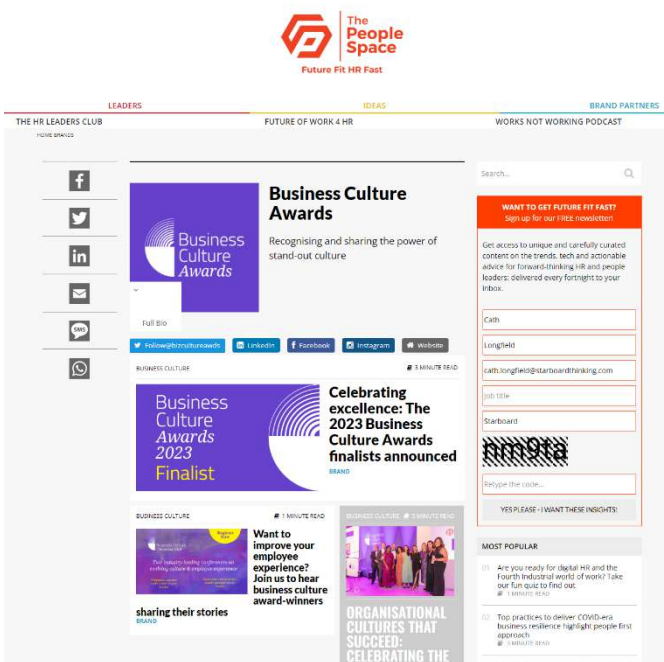 The
People
Space
Future Fit HR Fast
LEADERS
IDEAS
BRAND PARTNERS
THE HR LEADERS CLUB
FUTURE OF WORK 4 HR
WORKS NOT WORKING PODCAST
HOME BRANDS
SMS
Business
Culture
Awards
Full Bio
Business Culture
Awards
Recognising and sharing the power of
stand-out culture
Follow@bizcultureawds
LinkedIn
Facebook
Instagram
Website
BUSINESS CULTURE
3 MINUTE READ
Business
Culture
Awards
2023
Finalist
Celebrating
excellence: The
2023 Business
Culture Awards
finalists announced
BRAND
BUSINESS CULTURE
1 MINUTE READ
Want to
improve your
employee
experience?
Join us to hear
business culture
award-winners
sharing their stories
BRAND
BUSINESS CULTURE
3 MINUTE READ
ORGANISATIONAL
CULTURES THAT
SUCCEED:
CELEBRATING THE
Search...
WANT TO GET FUTURE FIT FAST?
Sign up for our FREE newsletter!
Get access to unique and carefully curated
content on the trends, tech and actionable
advice for forward-thinking HR and people
leaders: delivered every fortnight to your
inbox.
Cath
Longfield
cath.longfield@starboardthinking.com
Job title
Starboard
nm9ta
Retype the code...
YES PLEASE - I WANT THESE INSIGHTS!
MOST POPULAR
01 Are you ready for digital HR and the
Fourth Industrial world of work? Take
our fun quiz to find out
1 MINUTE READ
02 Top practices to deliver COVID-era
business resilience highlight people first
approach
3 MINUTE READ